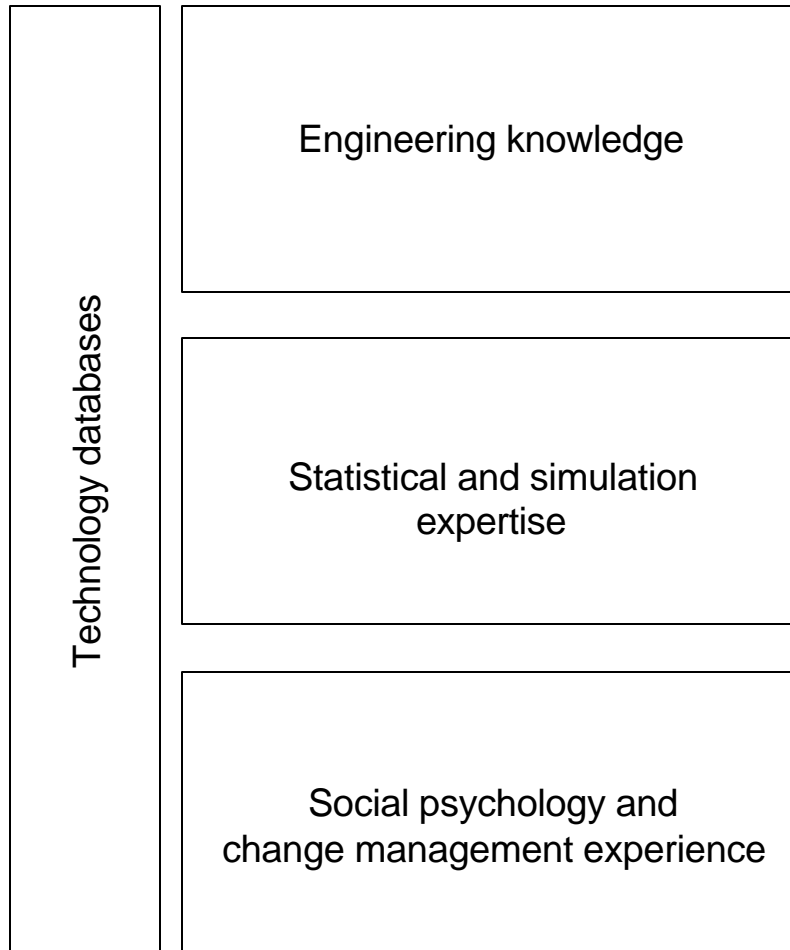 Technology databases
Engineering knowledge
Statistical and simulation
expertise
Social psychology and
change management experience